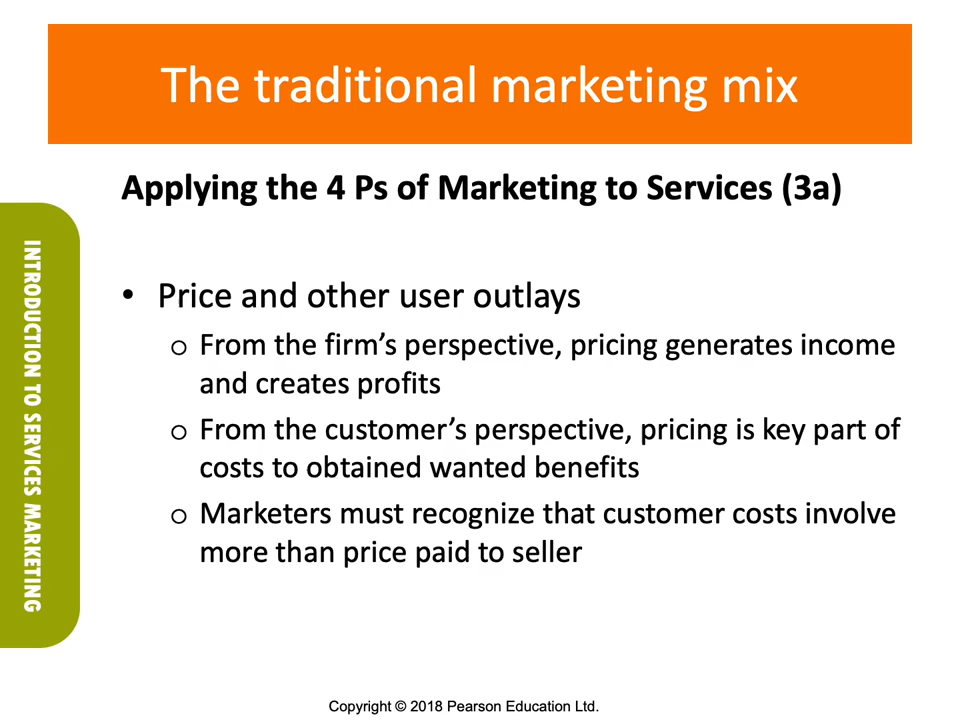 The traditional marketing mix
Applying the 4 Ps of Marketing to Services (3a)
INTRODUCTION TO SERVICES MARKETING
• Price and other user outlays
o From the firm’s perspective, pricing generates income
and creates profits
o From the customer’s perspective, pricing is key part of
costs to obtained wanted benefits
o Marketers must recognize that customer costs involve
more than price paid to seller
Copyright © 2018 Pearson Education Ltd.